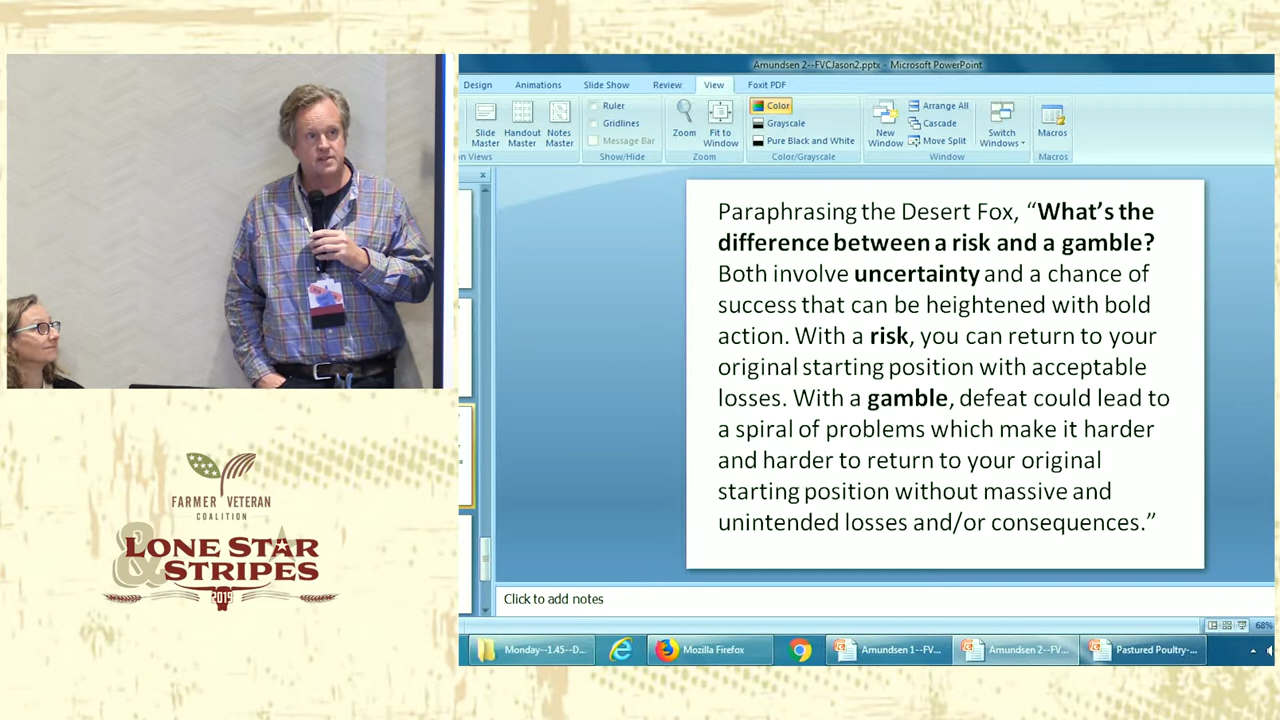 Amundsen 2--FVCJason2.pptx - Microsoft PowerPoint
Design Animations Slide Show Review View Foxit PDF
Slide Master
Handout Master
Notes Master
Ruler
Gridlines
Message Bar
Show/Hide
Zoom
Fit to Window
Zoom
Color
Grayscale
Pure Black and White
Color/Grayscale
New Window
Arrange All
Cascade
Move Split
Switch Windows
Window
Macros
Macros
on Views
Paraphrasing the Desert Fox, “What’s the
difference between a risk and a gamble?
Both involve uncertainty and a chance of
success that can be heightened with bold
action. With a risk, you can return to your
original starting position with acceptable
losses. With a gamble, defeat could lead to
a spiral of problems which make it harder
and harder to return to your original
starting position without massive and
unintended losses and/or consequences.”
Click to add notes
68%
Monday--1.45--D...
Mozilla Firefox
Amundsen 1--FV...
Amundsen 2--FV...
Pastured Poultry-...
FARMER VETERAN
COALITION
&
LONE STAR
STRIPES
2019